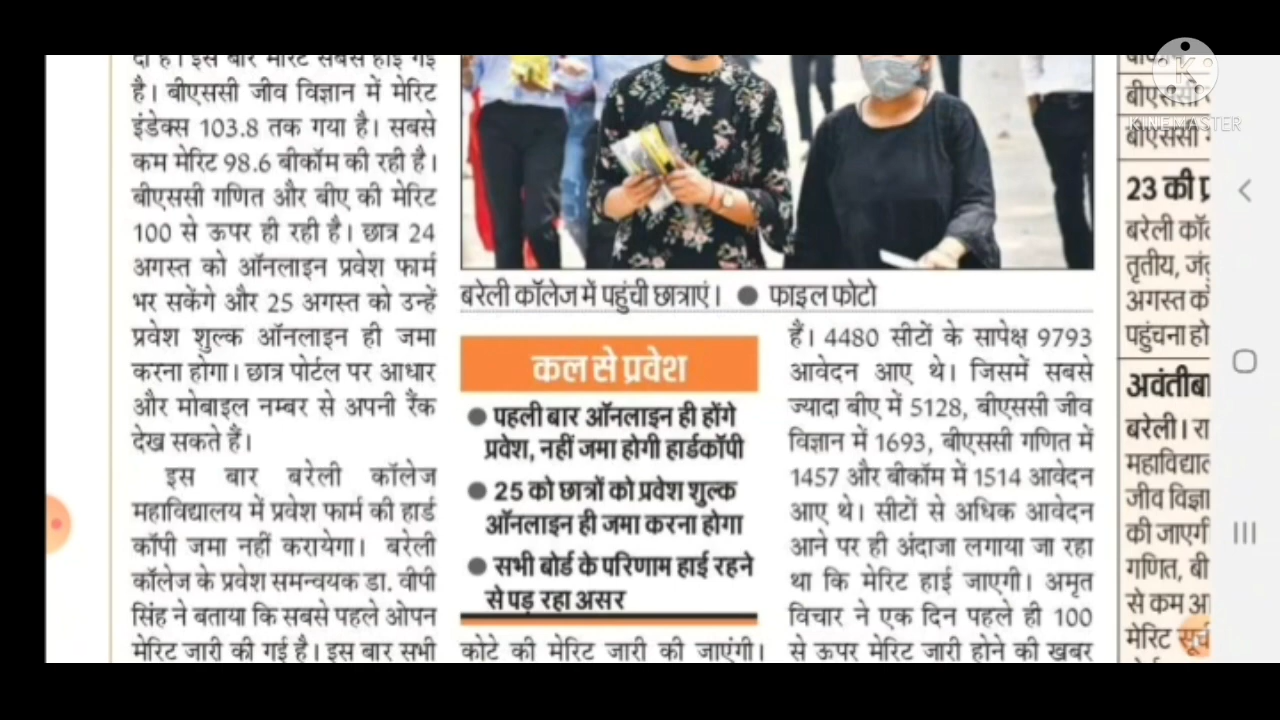 है। बीएससी जीव विज्ञान में मेरिट
इंडेक्स 103.8 तक गया है। सबसे
कम मेरिट 98.6 बीकॉम की रही है।
बीएससी गणित और बीए की मेरिट
100 से ऊपर ही रही है। छात्र 24
अगस्त को ऑनलाइन प्रवेश फार्म
भर सकेंगे और 25 अगस्त को उन्हें
प्रवेश शुल्क ऑनलाइन ही जमा
करना होगा। छात्र पोर्टल पर आधार
और मोबाइल नम्बर से अपनी रैंक
देख सकते हैं।
इस बार बरेली कॉलेज
महाविद्यालय में प्रवेश फार्म की हार्ड
कॉपी जमा नहीं करायेगा। बरेली
कॉलेज के प्रवेश समन्वयक डा. वीपी
सिंह ने बताया कि सबसे पहले ओपन
मेरिट जारी की गई है। इस बार सभी
बरेली कॉलेज में पहुंची छात्राएं। ● फाइल फोटो
कल से प्रवेश
● पहली बार ऑनलाइन ही होंगे
प्रवेश, नहीं जमा होगी हार्डकॉपी
● 25 को छात्रों को प्रवेश शुल्क
ऑनलाइन ही जमा करना होगा
● सभी बोर्ड के परिणाम हाई रहने
से पड़ रहा असर
कोटे की मेरिट जारी की जाएंगी।
हैं। 4480 सीटों के सापेक्ष 9793
आवेदन आए थे। जिसमें सबसे
ज्यादा बीए में 5128, बीएससी जीव
विज्ञान में 1693, बीएससी गणित में
1457 और बीकॉम में 1514 आवेदन
आए थे। सीटों से अधिक आवेदन
आने पर ही अंदाजा लगाया जा रहा
था कि मेरिट हाई जाएगी। अमृत
विचार ने एक दिन पहले ही 100
से ऊपर मेरिट जारी होने की खबर
बीएससी
बीएससी
23 की
बरेली
तृतीय,
अगस्त
पहुंचना
बरेली।
की
गणित,
से कम
मेरिट
KINEMASTER